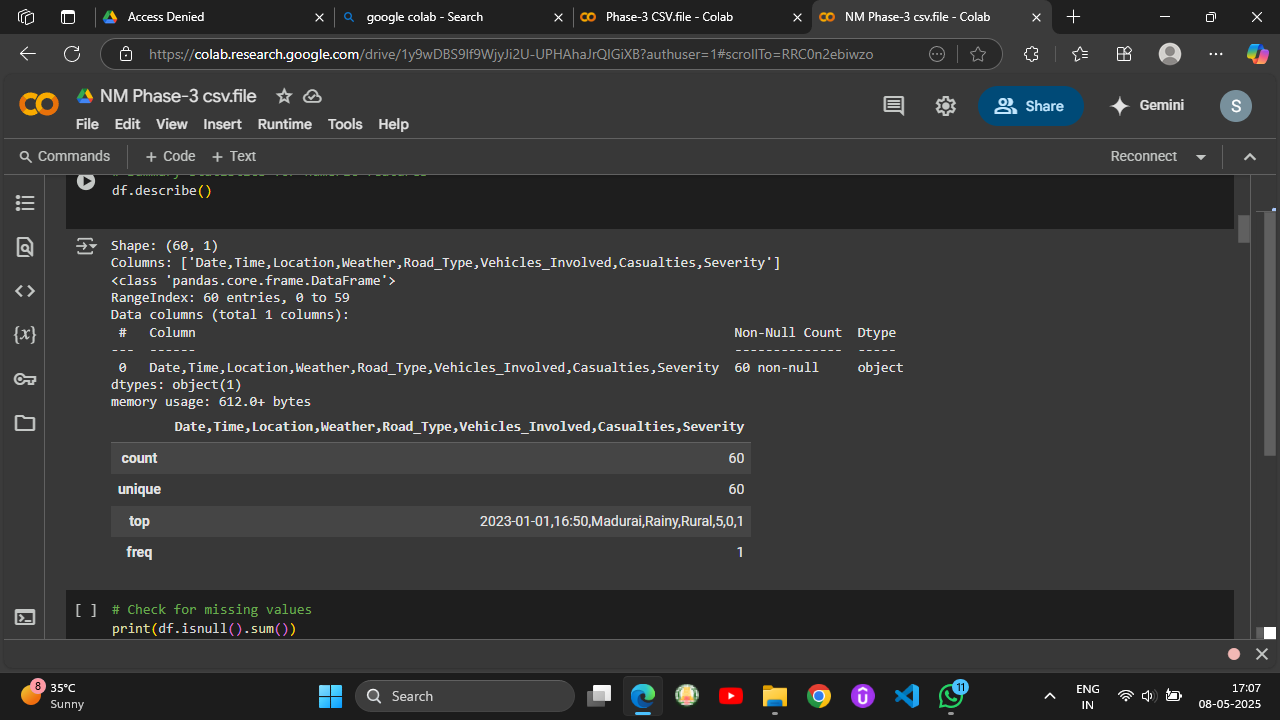 Access Denied
google colab - Search
Phase-3 CSV.file - Colab
NM Phase-3 csv.file - Colab
https://colab.research.google.com/drive/1y9wDBS9lf9WjyJi2U-UPHAhaJrQlGiXB?authuser=1#scrollTo=RRC0n2ebiwzo
NM Phase-3 csv.file
Share
Gemini
S
File Edit View Insert Runtime Tools Help
Commands + Code + Text
Reconnect
# Summary statistics for numeric features
df.describe()
Shape: (60, 1)
Columns: ['Date,Time,Location,Weather,Road_Type,Vehicles_Involved,Casualties,Severity']
<class 'pandas.core.frame.DataFrame'>
RangeIndex: 60 entries, 0 to 59
Data columns (total 1 columns):
# Column Non-Null Count Dtype
--- ------ -------------- -----
0 Date,Time,Location,Weather,Road_Type,Vehicles_Involved,Casualties,Severity 60 non-null object
dtypes: object(1)
memory usage: 612.0+ bytes
Date,Time,Location,Weather,Road_Type,Vehicles_Involved,Casualties,Severity
count 60
unique 60
top 2023-01-01,16:50,Madurai,Rainy,Rural,5,0,1
freq 1
[ ] # Check for missing values
print(df.isnull().sum())
8
35°C
Sunny
Search
11
ENG
IN
17:07
08-05-2025